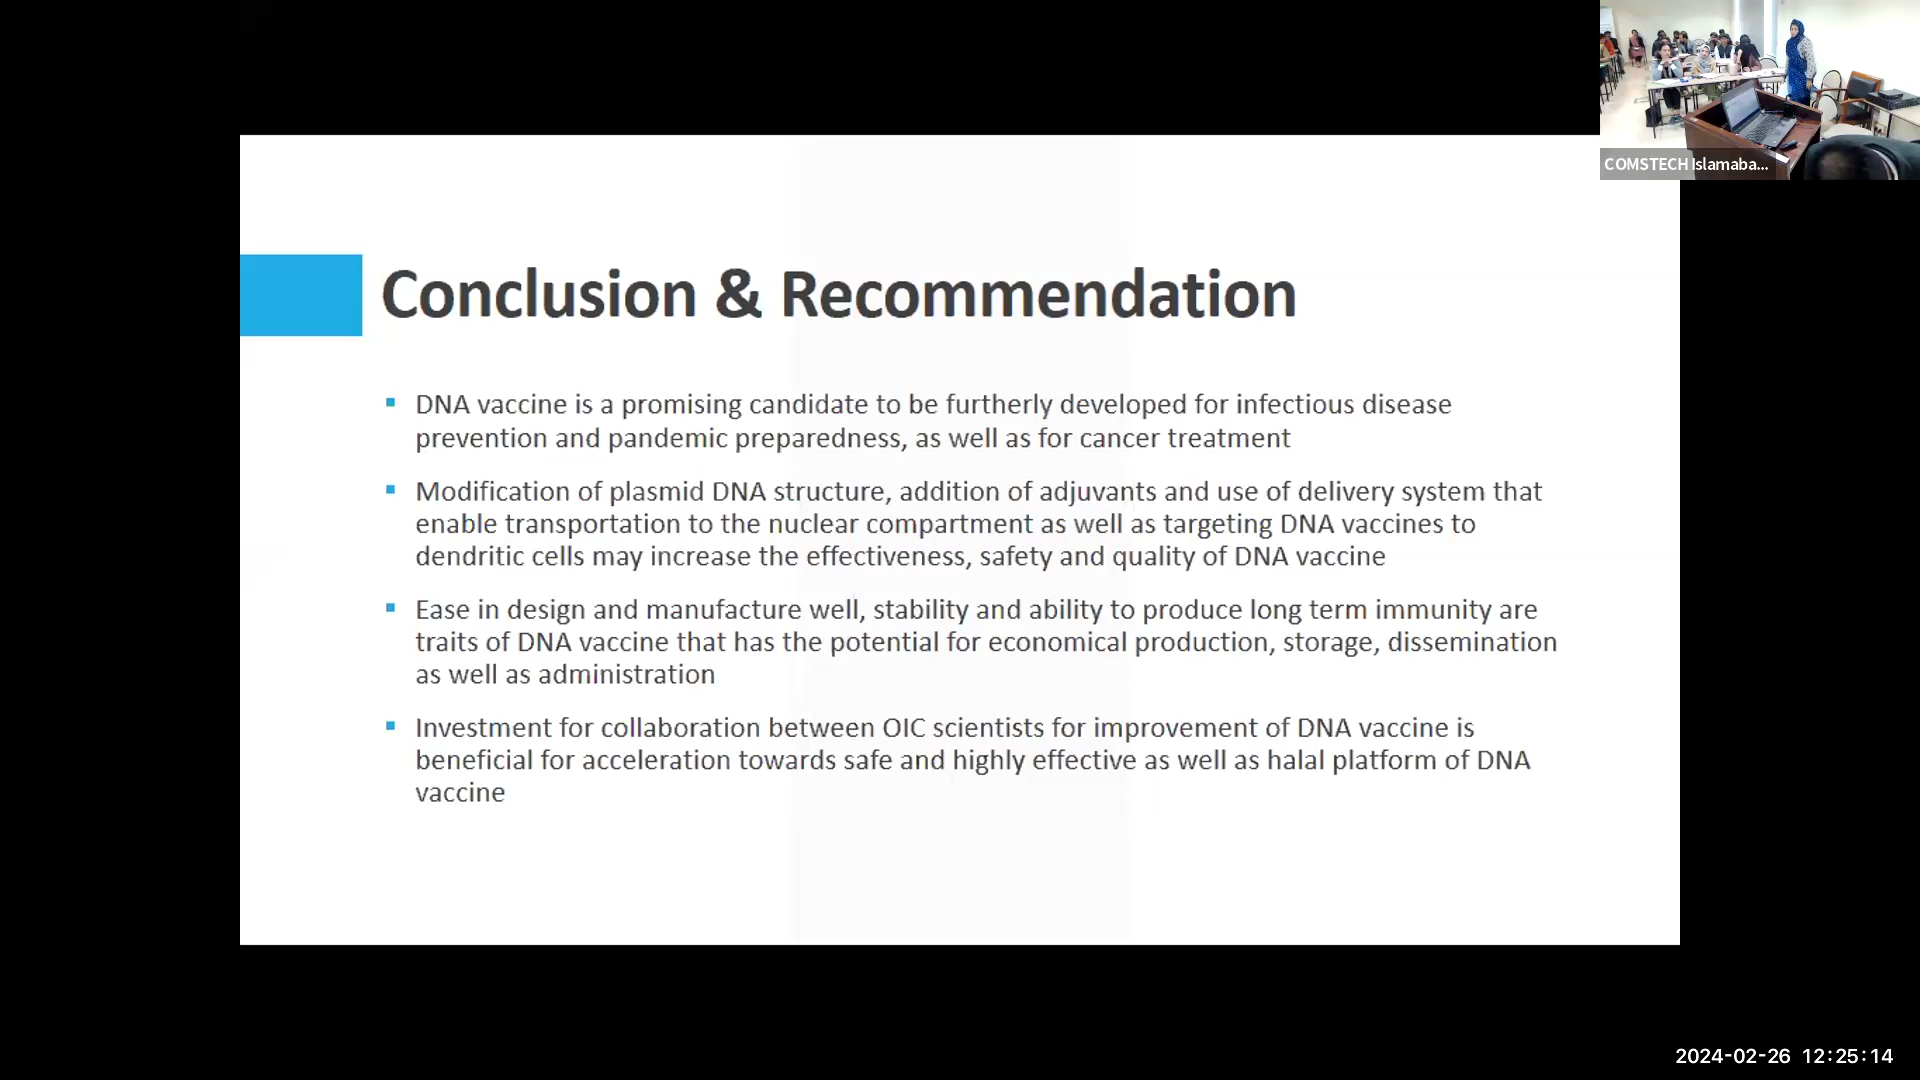 COMSTECH Islamaba...
Conclusion & Recommendation
▪ DNA vaccine is a promising candidate to be furtherly developed for infectious disease
prevention and pandemic preparedness, as well as for cancer treatment
▪ Modification of plasmid DNA structure, addition of adjuvants and use of delivery system that
enable transportation to the nuclear compartment as well as targeting DNA vaccines to
dendritic cells may increase the effectiveness, safety and quality of DNA vaccine
▪ Ease in design and manufacture well, stability and ability to produce long term immunity are
traits of DNA vaccine that has the potential for economical production, storage, dissemination
as well as administration
▪ Investment for collaboration between OIC scientists for improvement of DNA vaccine is
beneficial for acceleration towards safe and highly effective as well as halal platform of DNA
vaccine
2024-02-26 12:25:14